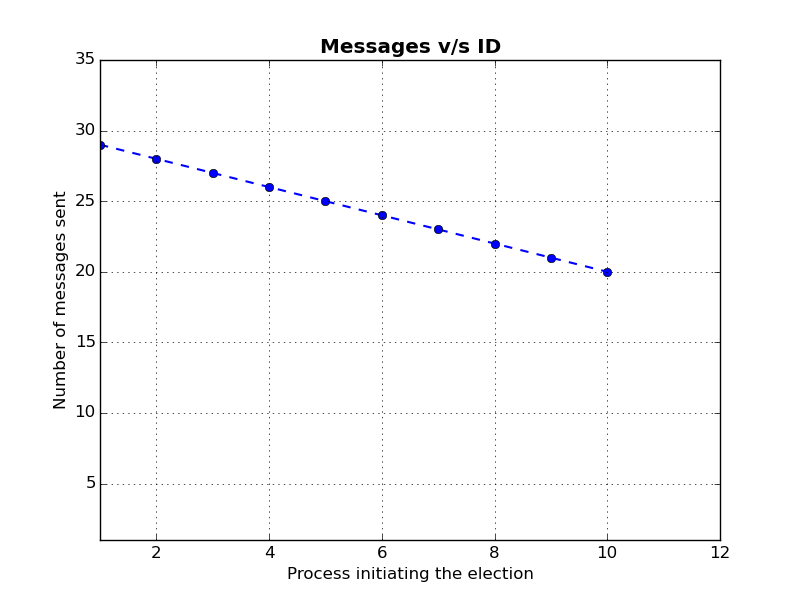 Messages v/s ID
35
30
25
20
15
10
5
Number of messages sent
2 4 6 8 10 12
Process initiating the election